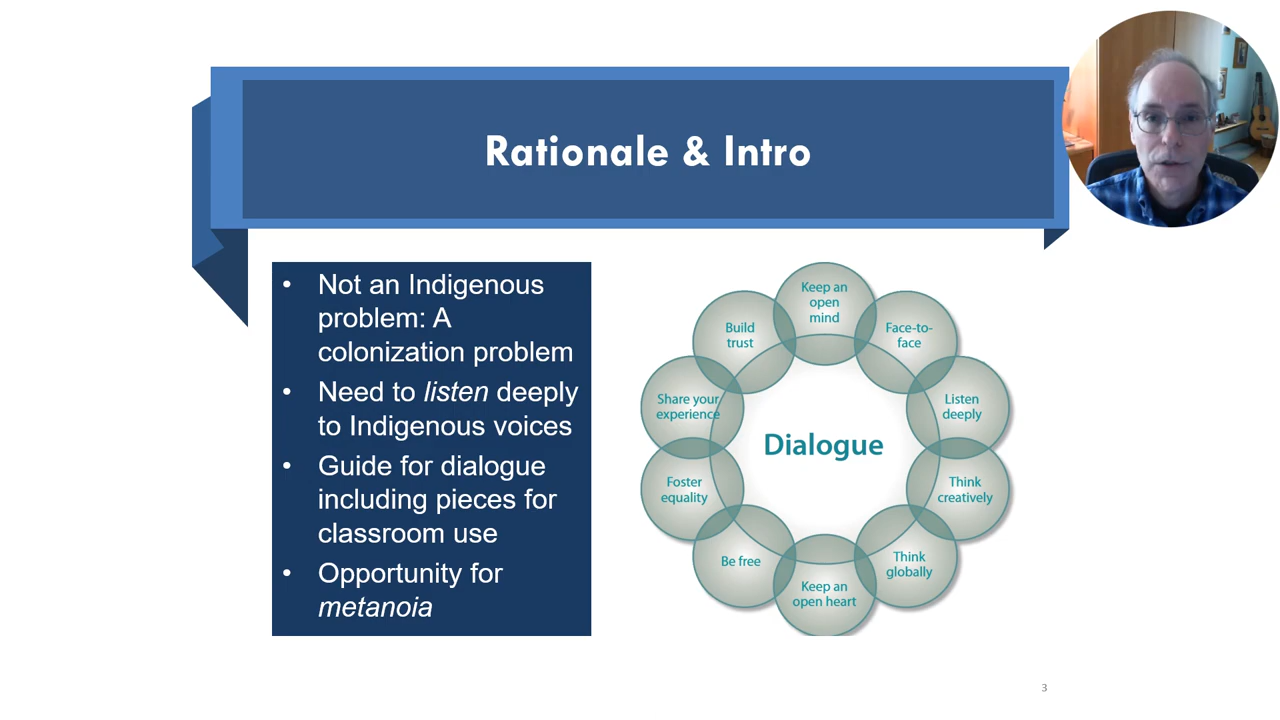 Rationale & Intro
• Not an Indigenous
problem: A
colonization problem
• Need to listen deeply
to Indigenous voices
• Guide for dialogue
including pieces for
classroom use
• Opportunity for
metanoia
Keep an
open
mind
Face-to-
face
Listen
deeply
Think
creatively
Think
globally
Keep an
open heart
Be free
Foster
equality
Share your
experience
Build
trust
Dialogue
3